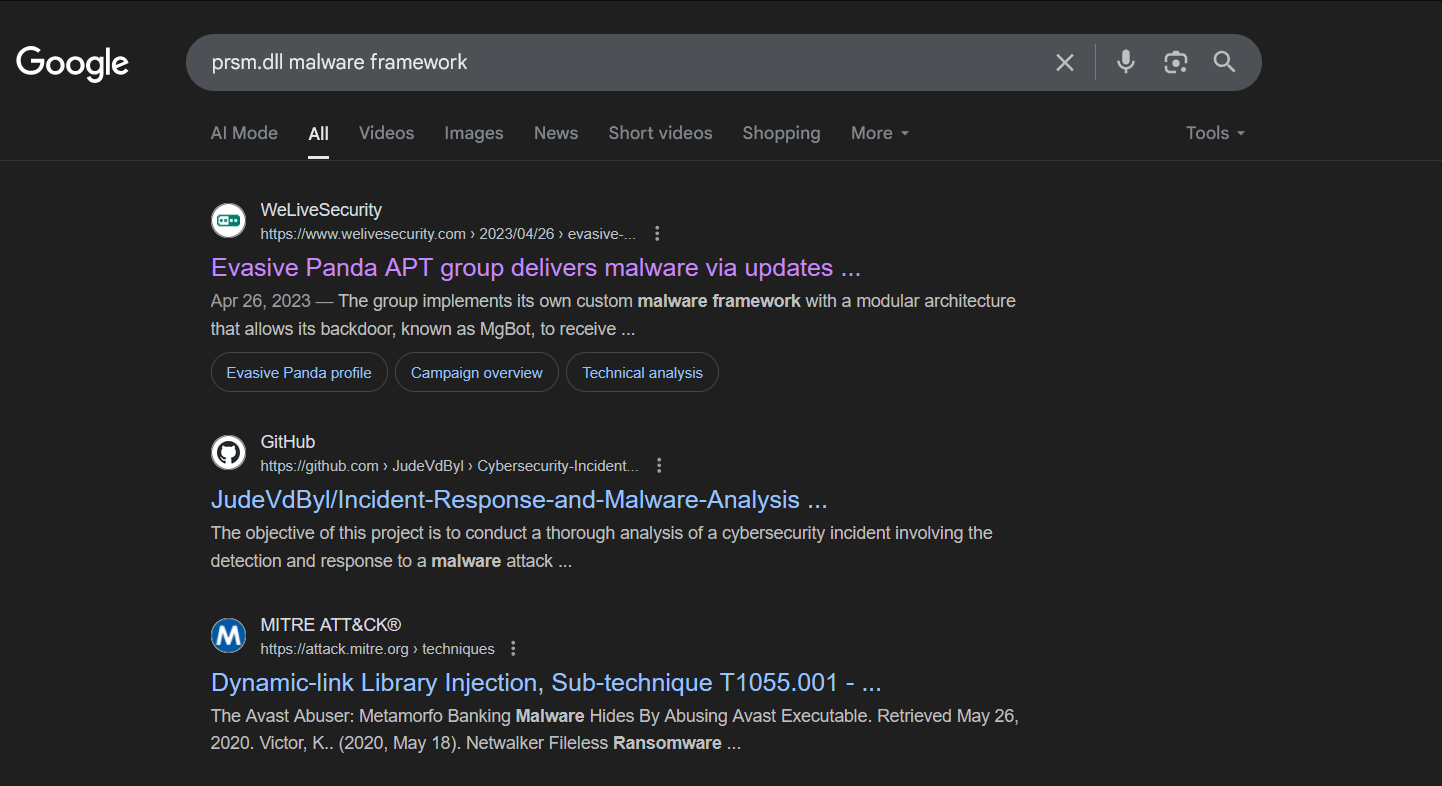 Google
prsm.dll malware framework
AI Mode All Videos Images News Short videos Shopping More Tools
WeLiveSecurity
https://www.welivesecurity.com › 2023/04/26 › evasive-...
Evasive Panda APT group delivers malware via updates ...
Apr 26, 2023 — The group implements its own custom malware framework with a modular architecture
that allows its backdoor, known as MgBot, to receive ...
Evasive Panda profile Campaign overview Technical analysis
GitHub
https://github.com › JudeVdByl › Cybersecurity-Incident...
JudeVdByl/Incident-Response-and-Malware-Analysis ...
The objective of this project is to conduct a thorough analysis of a cybersecurity incident involving the
detection and response to a malware attack ...
M
MITRE ATT&CK®
https://attack.mitre.org › techniques
Dynamic-link Library Injection, Sub-technique T1055.001 - ...
The Avast Abuser: Metamorfo Banking Malware Hides By Abusing Avast Executable. Retrieved May 26,
2020. Victor, K.. (2020, May 18). Netwalker Fileless Ransomware ...